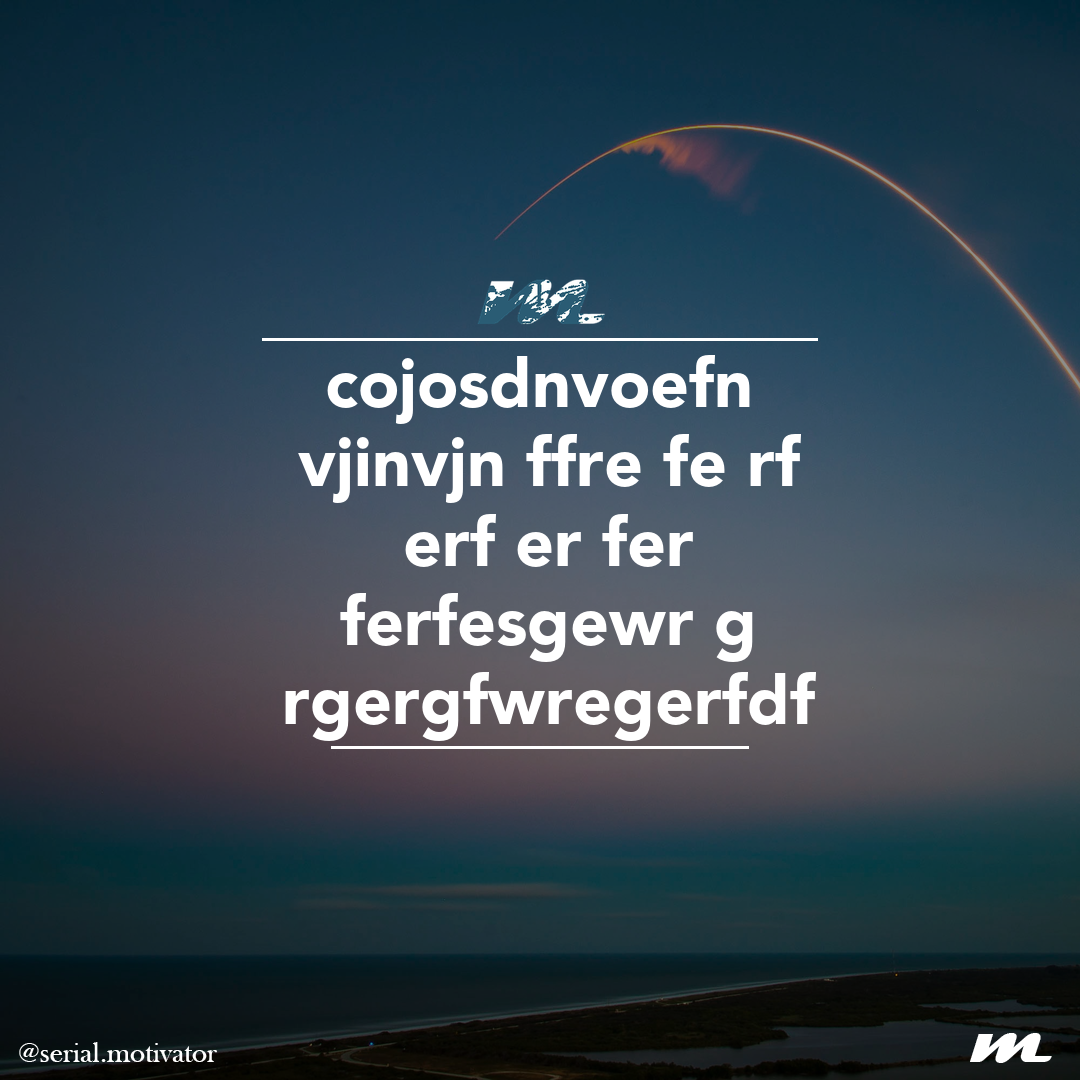 m
cojosdnvoefn
vjinvjn ffre fe rf
erf er fer
ferfesgewr g
rgergfwregerfdf
@serial.motivator
m